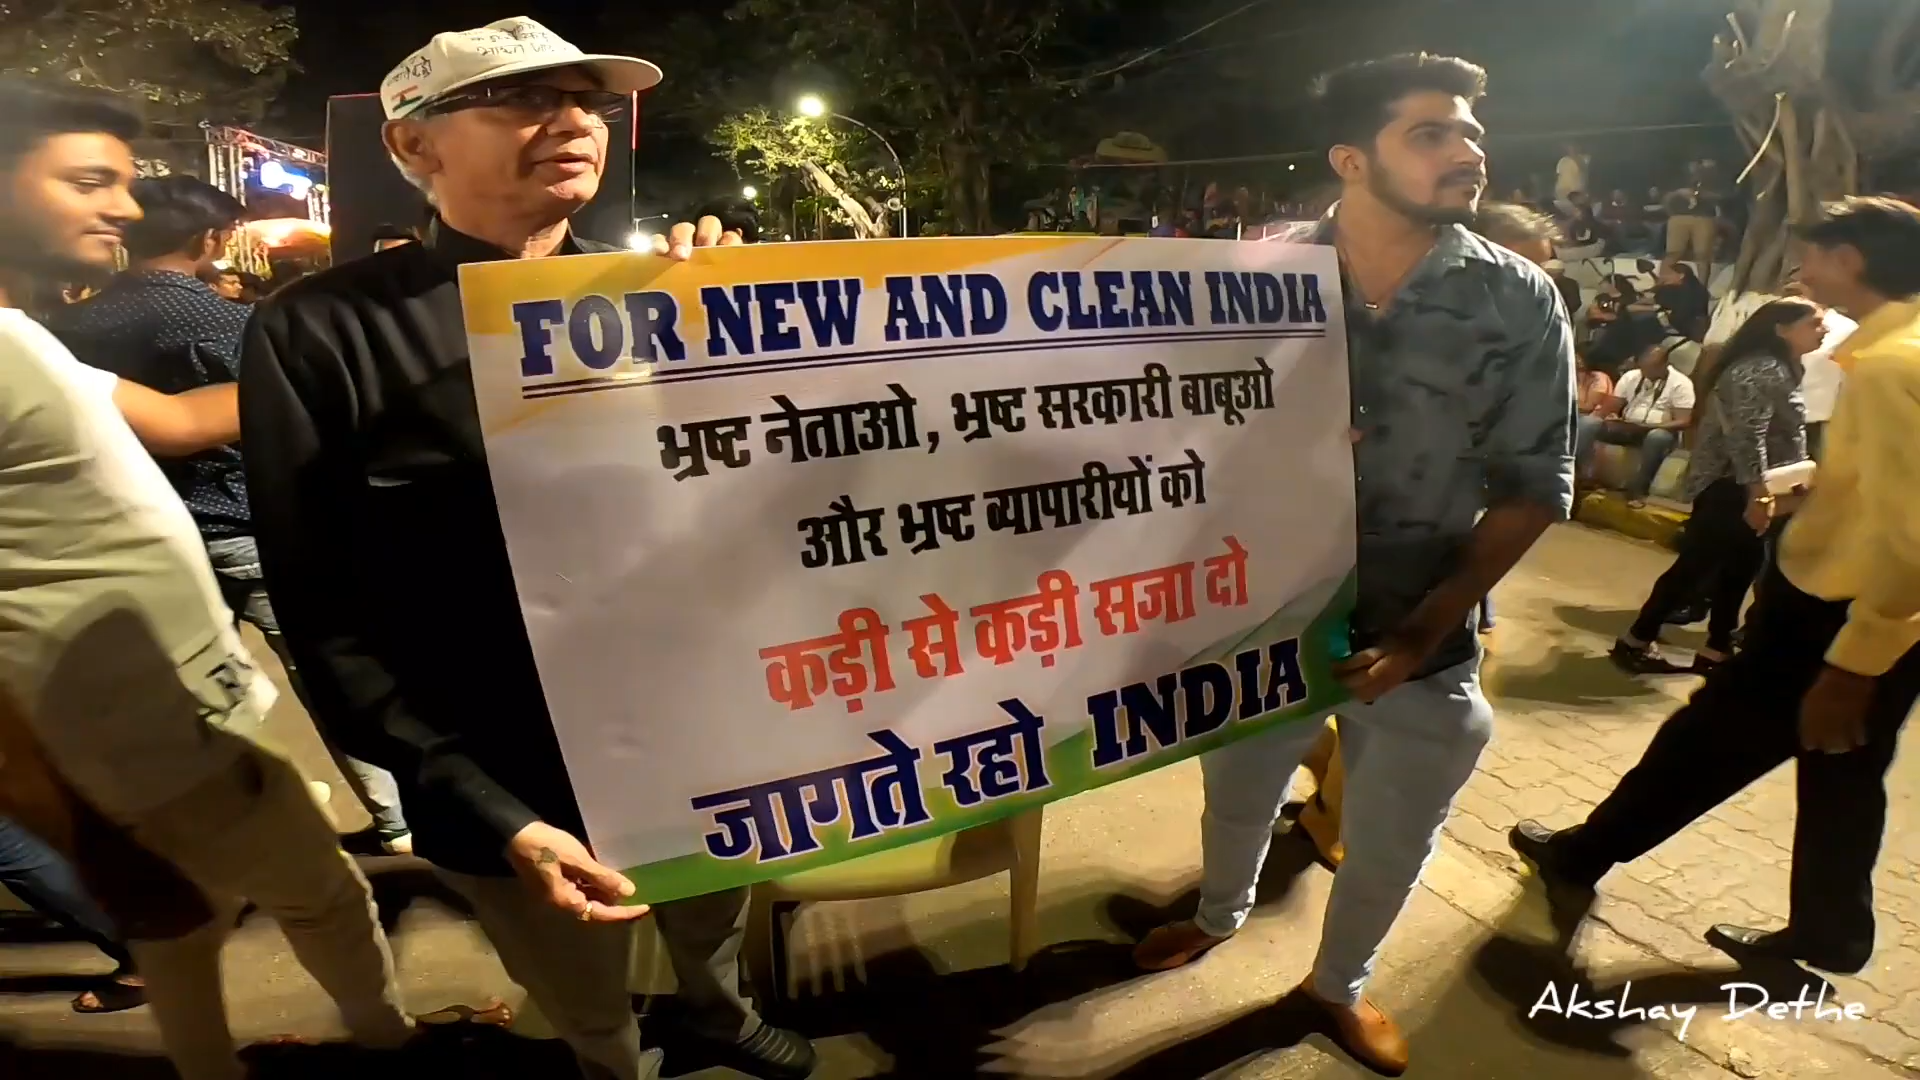 FOR NEW AND CLEAN INDIA
भ्रष्ट नेताओ, भ्रष्ट सरकारी बाबूओ
और भ्रष्ट व्यापारीयों को
कड़ी से कड़ी सजा दो
जागते रहो INDIA
Akshay Dethe